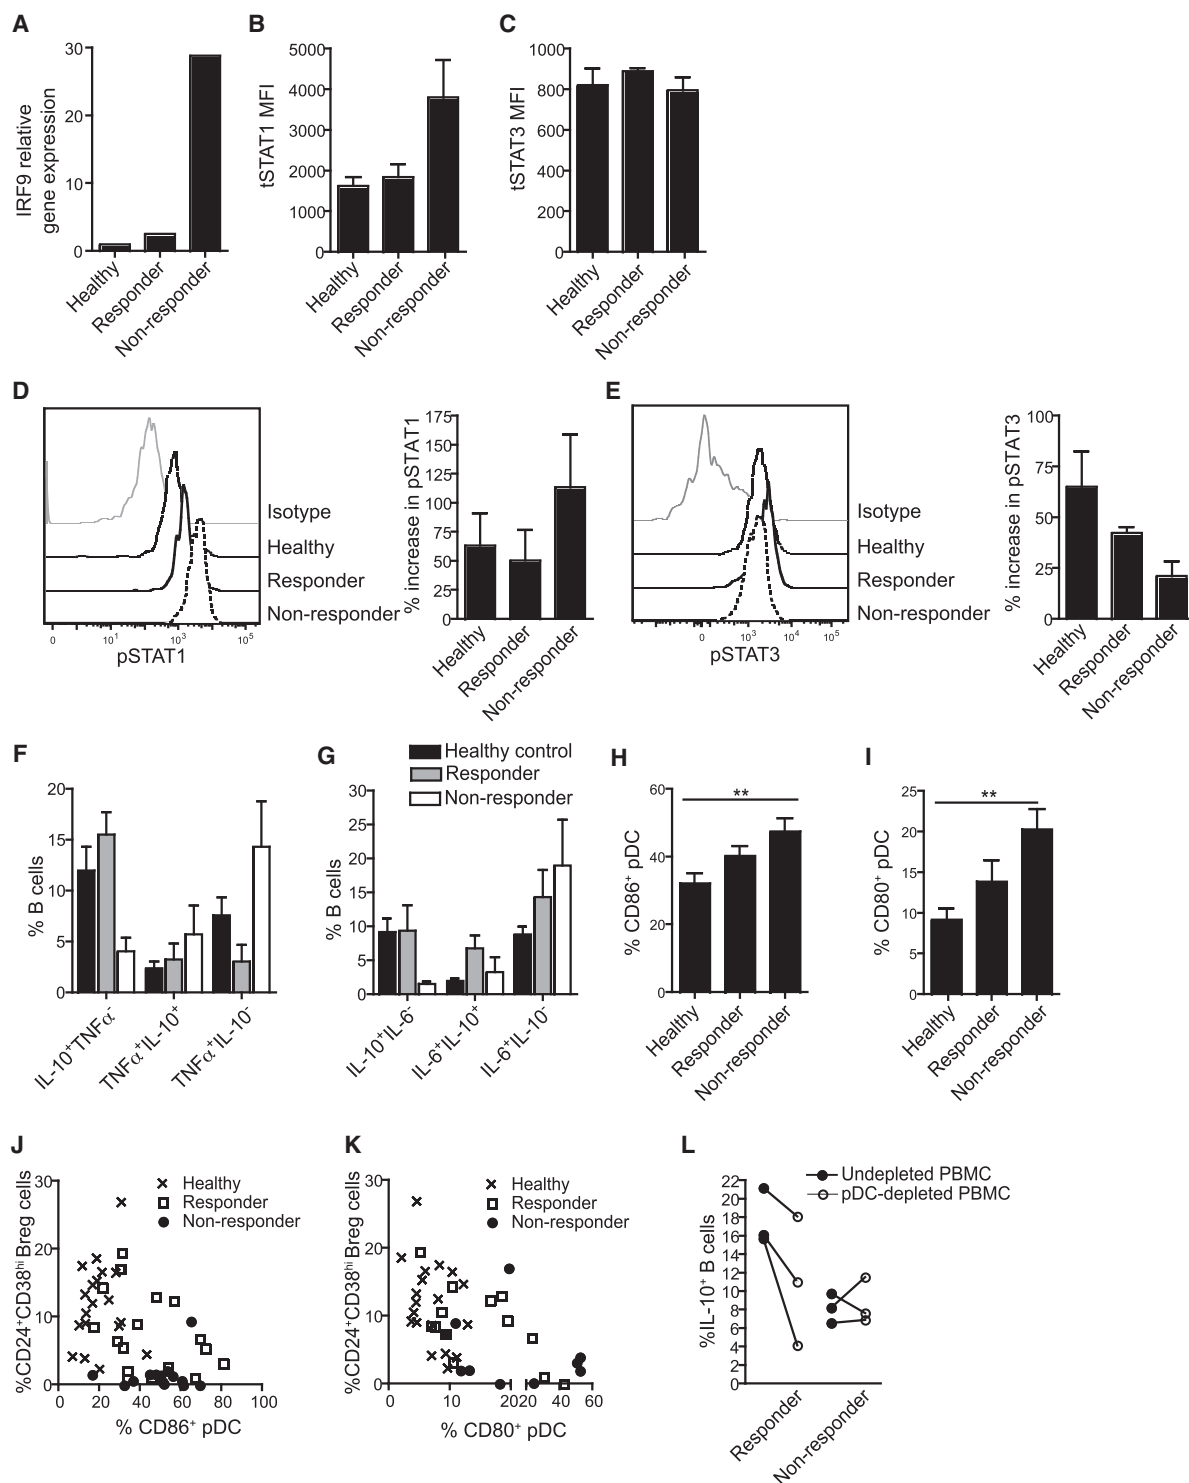 A
IRF9 relative
gene expression
30
20
10
0
Healthy
Responder
Non-responder
B
tSTAT1 MFI
5000
4000
3000
2000
1000
0
Healthy
Responder
Non-responder
C
tSTAT3 MFI
1000
800
600
400
200
0
Healthy
Responder
Non-responder
D
Isotype
Healthy
Responder
Non-responder
0 10¹ 10³ 10⁵
pSTAT1
% increase in pSTAT1
175
150
125
100
75
50
25
0
Healthy
Responder
Non-responder
E
Isotype
Healthy
Responder
Non-responder
0 10³ 10⁴ 10⁵
pSTAT3
% increase in pSTAT3
100
75
50
25
0
Healthy
Responder
Non-responder
F
% B cells
20
15
10
5
0
IL-10⁺TNFα⁻
TNFα⁺IL-10⁺
TNFα⁺IL-10⁻
G
Healthy control
Responder
Non-responder
% B cells
30
25
20
15
10
5
0
IL-10⁺IL-6⁻
IL-6⁺IL-10⁺
IL-6⁺IL-10⁻
H
% CD86⁺ pDC
60
40
20
0
**
Healthy
Responder
Non-responder
I
% CD80⁺ pDC
25
20
15
10
5
0
**
Healthy
Responder
Non-responder
J
%CD24⁺CD38ʰⁱ Breg cells
30
20
10
0
Healthy
Responder
Non-responder
0 20 40 60 80 100
% CD86⁺ pDC
K
%CD24⁺CD38ʰⁱ Breg cells
30
20
10
0
Healthy
Responder
Non-responder
0 10 20 20 40 60
% CD80⁺ pDC
L
Undepleted PBMC
pDC-depleted PBMC
%IL-10⁺ B cells
22
20
18
16
14
12
10
8
6
4
2
0
Responder
Non-responder